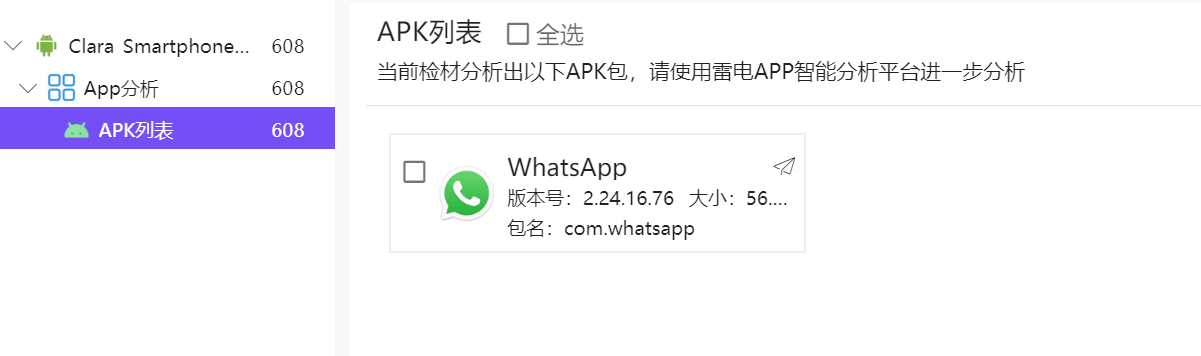 Clara Smartphone... 608
App分析 608
APK列表 608
APK列表 全选
当前检材分析出以下APK包，请使用雷电APP智能分析平台进一步分析
WhatsApp
版本号：2.24.16.76 大小：56....
包名：com.whatsapp